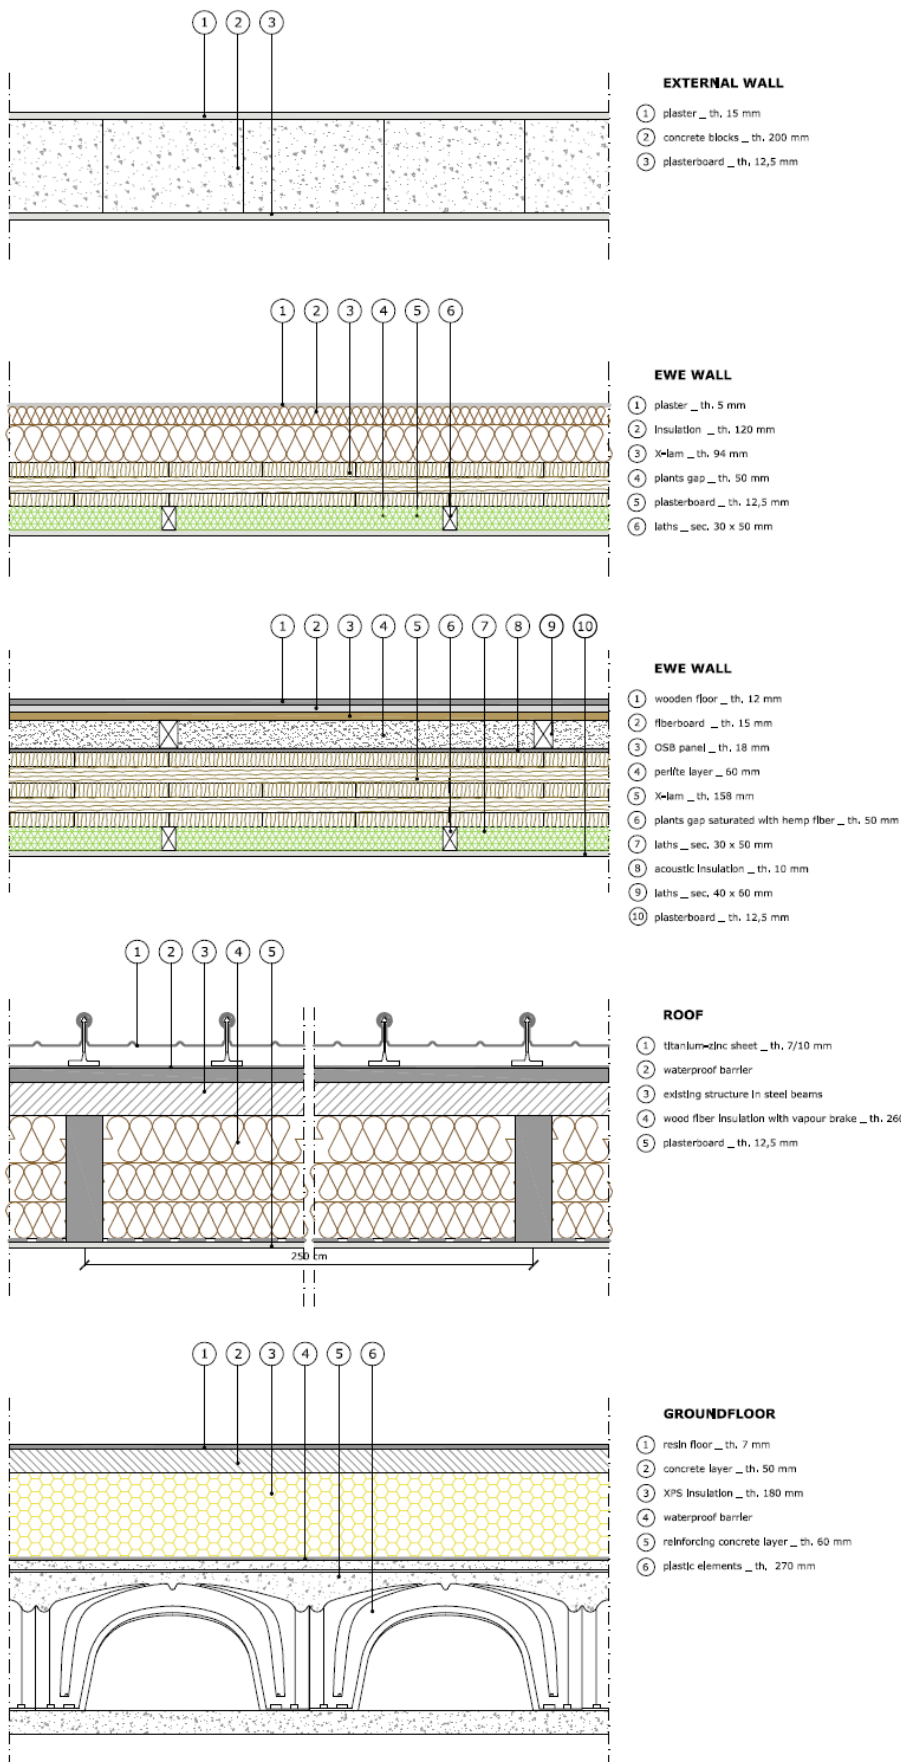 1 2 3
EXTERNAL WALL
1 plaster _ th. 15 mm
2 concrete blocks _ th. 200 mm
3 plasterboard _ th. 12,5 mm
1 2 3 4 5 6
EWE WALL
1 plaster _ th. 5 mm
2 insulation _ th. 120 mm
3 X-lam _ th. 94 mm
4 plants gap _ th. 50 mm
5 plasterboard _ th. 12,5 mm
6 laths _ sec. 30 x 50 mm
1 2 3 4 5 6 7 8 9 10
EWE WALL
1 wooden floor _ th. 12 mm
2 fiberboard _ th. 15 mm
3 OSB panel _ th. 18 mm
4 perlite layer _ 60 mm
5 X-lam _ th. 158 mm
6 plants gap saturated with hemp fiber _ th. 50 mm
7 laths _ sec. 30 x 50 mm
8 acoustic insulation _ th. 10 mm
9 laths _ sec. 40 x 60 mm
10 plasterboard _ th. 12,5 mm
1 2 3 4 5
ROOF
1 titanium-zinc sheet _ th. 7/10 mm
2 waterproof barrier
3 existing structure in steel beams
4 wood fiber insulation with vapour brake _ th. 260
5 plasterboard _ th. 12,5 mm
250 cm
1 2 3 4 5 6
GROUNDFLOOR
1 resin floor _ th. 7 mm
2 concrete layer _ th. 50 mm
3 XPS insulation _ th. 180 mm
4 waterproof barrier
5 reinforcing concrete layer _ th. 60 mm
6 plastic elements _ th. 270 mm